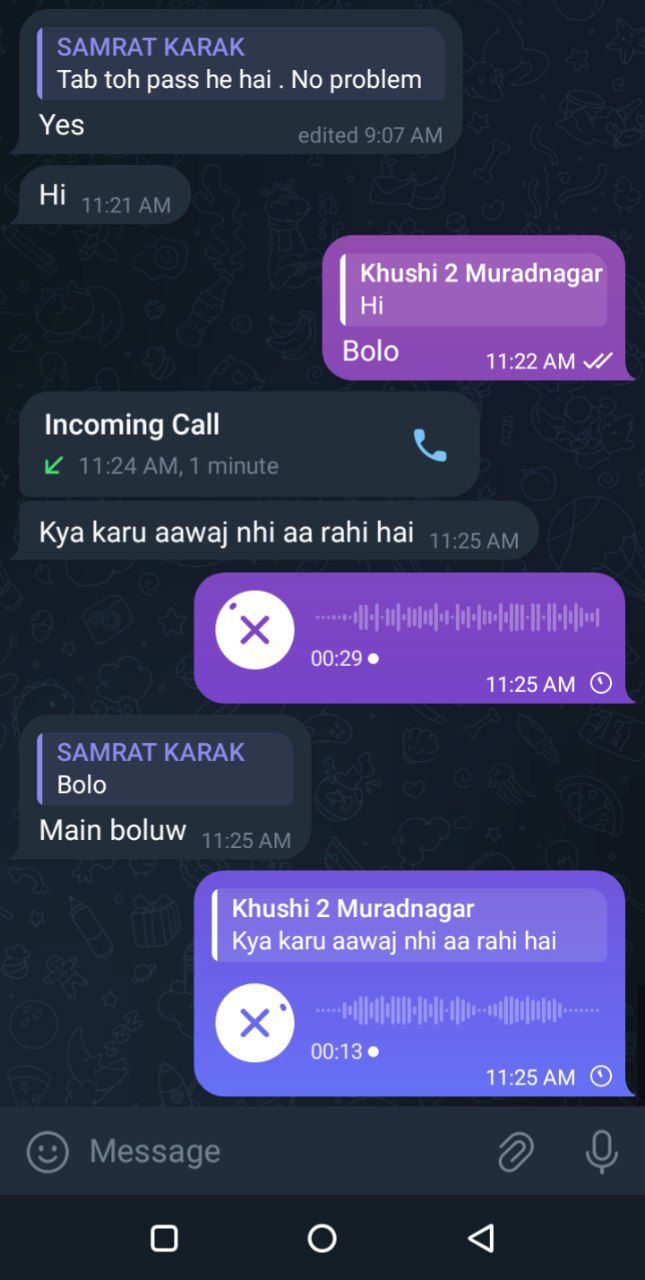 SAMRAT KARAK
Tab toh pass he hai . No problem
Yes
edited 9:07 AM
Hi 11:21 AM
Khushi 2 Muradnagar
Hi
Bolo
11:22 AM
Incoming Call
11:24 AM, 1 minute
Kya karu aawaj nhi aa rahi hai 11:25 AM
00:29
11:25 AM
SAMRAT KARAK
Bolo
Main boluw 11:25 AM
Khushi 2 Muradnagar
Kya karu aawaj nhi aa rahi hai
00:13
11:25 AM
Message